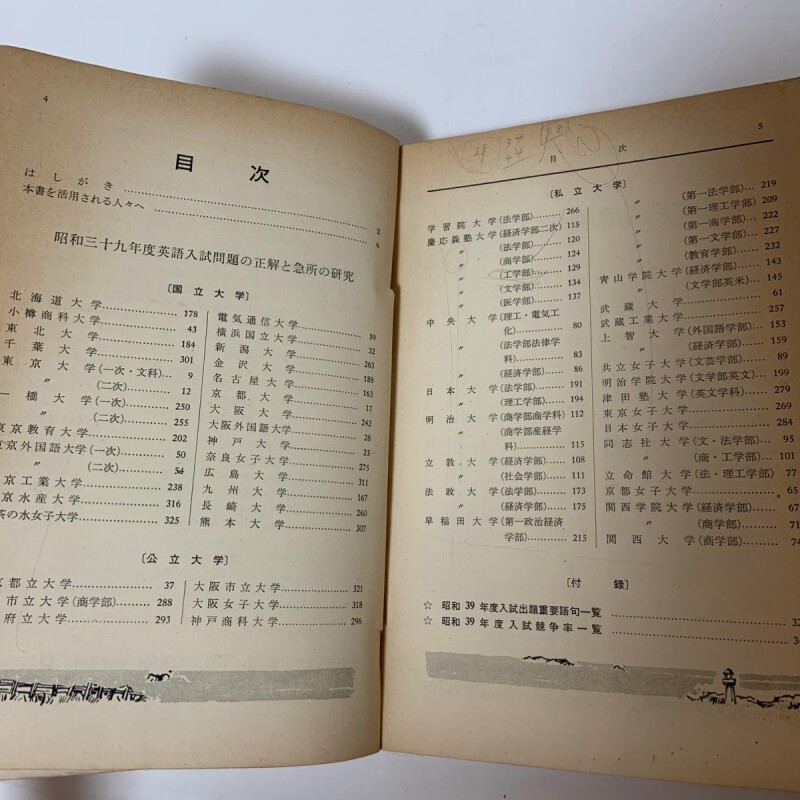 4
目次
はしがき……2
本書を活用される人々へ……6
昭和三十九年度英語入試問題の正解と急所の研究
〔国立大学〕
北海道大学……178
小樽商科大学……43
東北大学……184
千葉大学……301
東京大学(一次・文科)…9
〃(二次)……12
一橋大学(一次)……250
〃(二次)……255
東京教育大学……202
東京外国語大学(一次)……50
〃(二次)……54
京工業大学……238
京水産大学……316
茶の水女子大学……325
電気通信大学……59
横浜国立大学……32
新潟大学……263
金沢大学……186
名古屋大学……163
京都大学……17
大阪大学……242
大阪外国語大学……28
神戸大学……23
奈良女子大学……275
広島大学……311
九州大学……167
長崎大学……260
熊本大学……307
〔公立大学〕
京都立大学……37
市立大学(商学部)……288
府立大学……293
大阪市立大学……321
大阪女子大学……318
神戸商科大学……296
目次
5
〔私立大学〕
学習院大学(法学部)……266
慶応義塾大学(経済学部二次)118
〃(法学部)……120
〃(商学部)……124
〃(工学部)……129
〃(文学部)……134
〃(医学部)……137
中央大学(理工・電気工
化)……80
〃(法学部法律学
科)……83
〃(経済学部)……86
日本大学(法学部)……191
〃(理工学部)……194
明治大学(商学部商学科)112
〃(商学部産経学
科)……115
立教大学(経済学部)……108
〃(社会学部)……111
法政大学(法学部)……173
〃(経済学部)……175
早稲田大学(第一政治経済
学部)……215
〃(第一法学部)…219
〃(第一理工学部)209
〃(第一商学部)…222
〃(第一文学部)…227
〃(教育学部)……232
青山学院大学(経済学部)……143
〃(文学部英米)…145
武蔵大学……61
武蔵工業大学……257
上智大学(外国語学部)…153
〃(経済学部)……159
共立女子大学(文芸学部)……89
明治学院大学(文学部英文)…199
津田塾大学(英文学科)……279
東京女子大学……269
日本女子大学……284
同志社大学(文・法学部)…95
〃(商・工学部)…101
立命館大学(法・理工学部)77
京都女子大学……65
関西学院大学(経済学部)……67
〃(商学部)……71
関西大学(商学部)……74
〔付録〕
☆ 昭和39年度入試出題重要語句一覧……
☆ 昭和39年度入試競争率一覧……